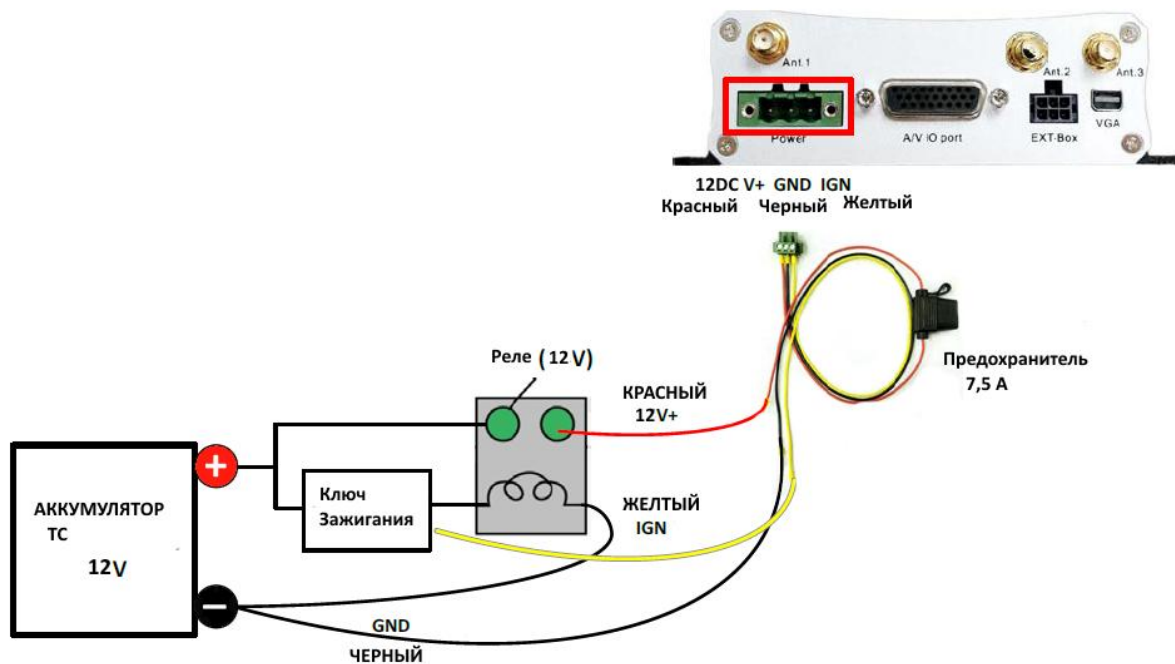 Ant.1
Ant.2
Ant.3
Power
A/V IO port
EXT-Box
VGA
12DC V+ GND IGN
Красный Черный Желтый
Реле (12V)
Предохранитель
7,5 А
КРАСНЫЙ
12V+
+
Ключ
Зажигания
АККУМУЛЯТОР
ТС
12V
ЖЕЛТЫЙ
IGN
−
GND
ЧЕРНЫЙ